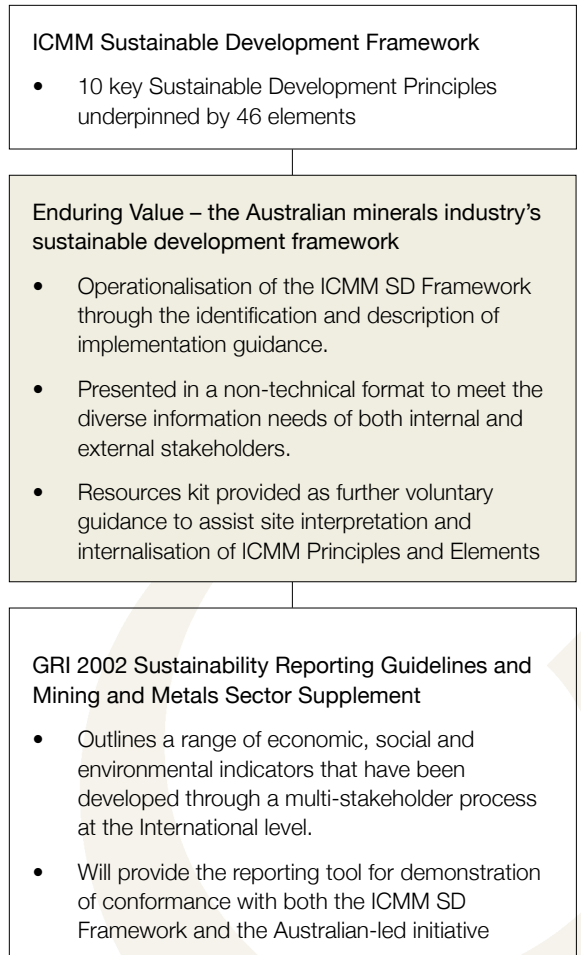 ICMM Sustainable Development Framework
• 10 key Sustainable Development Principles
underpinned by 46 elements
Enduring Value – the Australian minerals industry's
sustainable development framework
• Operationalisation of the ICMM SD Framework
through the identification and description of
implementation guidance.
• Presented in a non-technical format to meet the
diverse information needs of both internal and
external stakeholders.
• Resources kit provided as further voluntary
guidance to assist site interpretation and
internalisation of ICMM Principles and Elements
GRI 2002 Sustainability Reporting Guidelines and
Mining and Metals Sector Supplement
• Outlines a range of economic, social and
environmental indicators that have been
developed through a multi-stakeholder process
at the International level.
• Will provide the reporting tool for demonstration
of conformance with both the ICMM SD
Framework and the Australian-led initiative